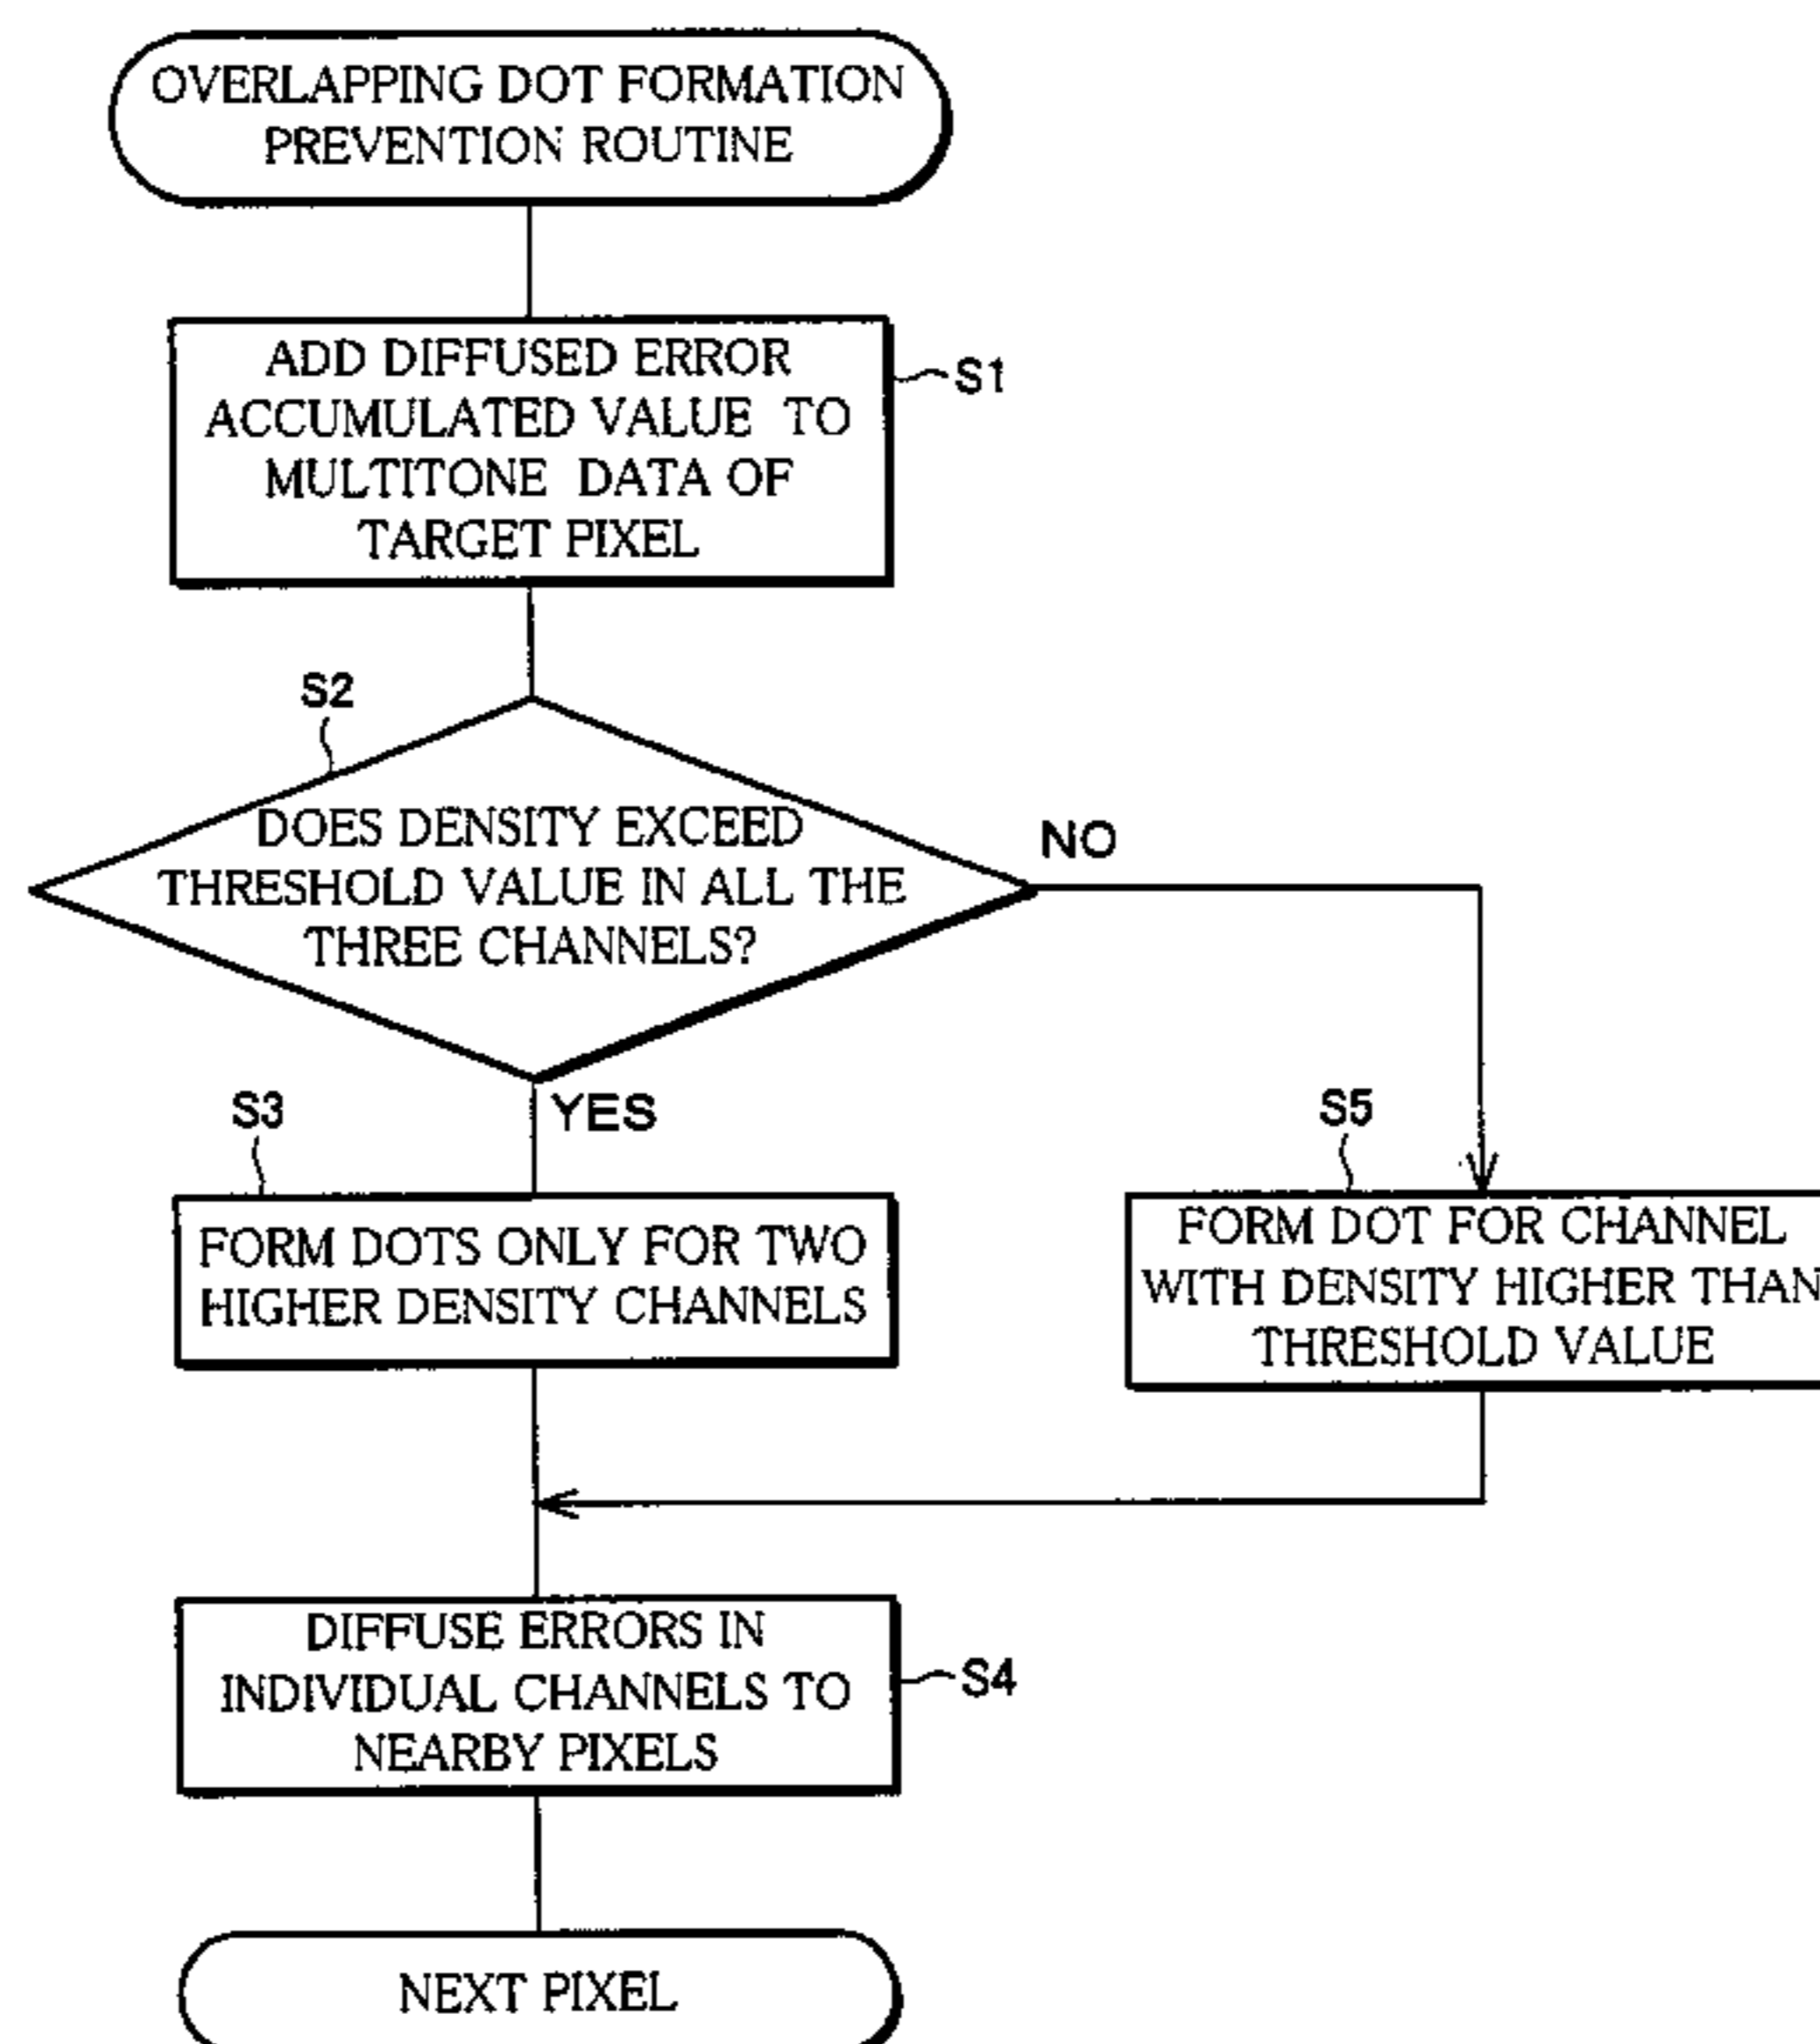 OVERLAPPING DOT FORMATION
PREVENTION ROUTINE
ADD DIFFUSED ERROR
ACCUMULATED VALUE TO
MULTITONE DATA OF
TARGET PIXEL
S1
S2
DOES DENSITY EXCEED
THRESHOLD VALUE IN ALL THE
THREE CHANNELS?
NO
YES
S3
FORM DOTS ONLY FOR TWO
HIGHER DENSITY CHANNELS
S5
FORM DOT FOR CHANNEL
WITH DENSITY HIGHER THAN
THRESHOLD VALUE
DIFFUSE ERRORS IN
INDIVIDUAL CHANNELS TO
NEARBY PIXELS
S4
NEXT PIXEL